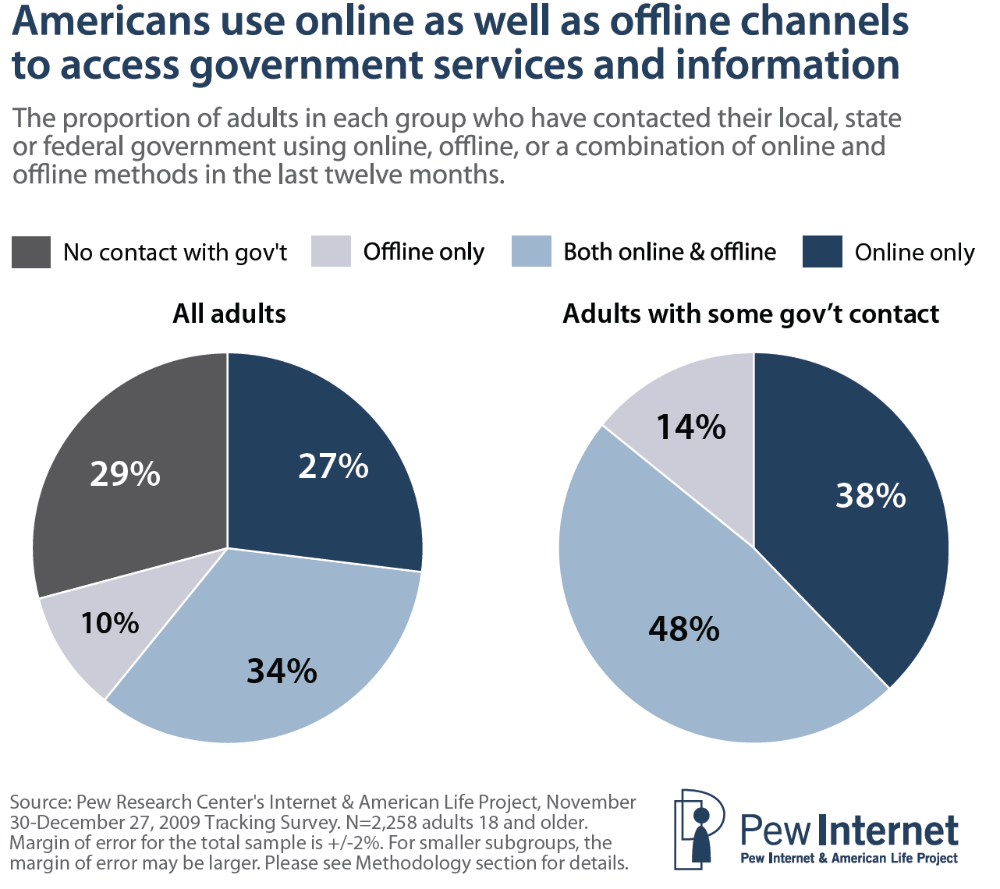 Americans use online as well as offline channels
to access government services and information
The proportion of adults in each group who have contacted their local, state
or federal government using online, offline, or a combination of online and
offline methods in the last twelve months.
No contact with gov't
Offline only
Both online & offline
Online only
All adults
29%
27%
10%
34%
Adults with some gov’t contact
14%
38%
48%
Source: Pew Research Center's Internet & American Life Project, November
30-December 27, 2009 Tracking Survey. N=2,258 adults 18 and older.
Margin of error for the total sample is +/-2%. For smaller subgroups, the
margin of error may be larger. Please see Methodology section for details.
Pew Internet
Pew Internet & American Life Project